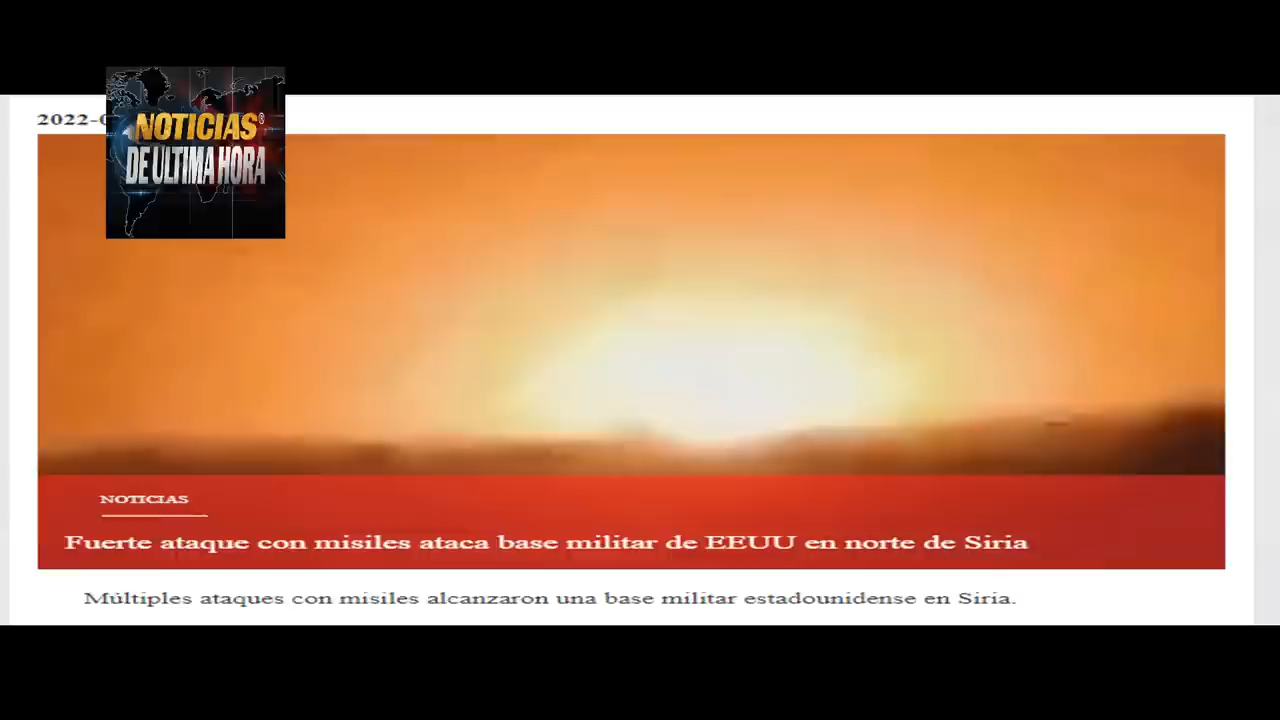 2022-
NOTICIAS®
DE ULTIMA HORA
NOTICIAS
Fuerte ataque con misiles ataca base militar de EEUU en norte de Siria
Múltiples ataques con misiles alcanzaron una base militar estadounidense en Siria.